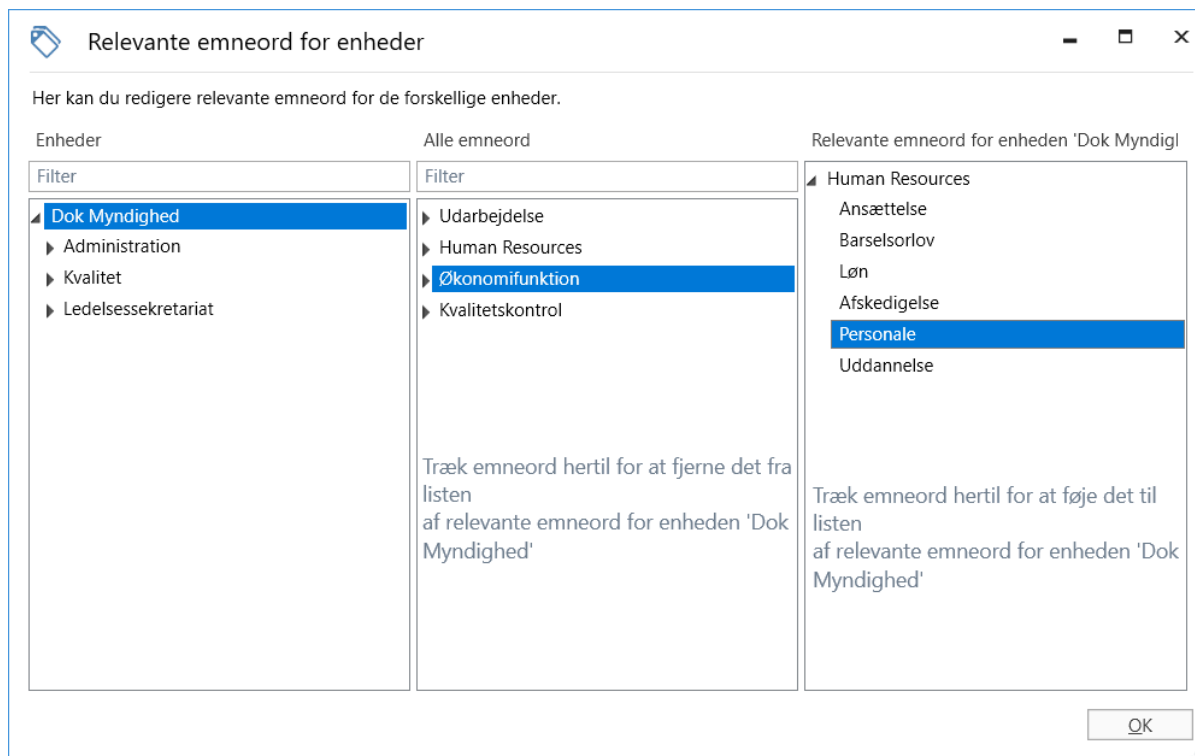 Relevante emneord for enheder
Her kan du redigere relevante emneord for de forskellige enheder.
Enheder
Filter
Dok Myndighed
Administration
Kvalitet
Ledelsessekretariat
Alle emneord
Filter
Udarbejdelse
Human Resources
Økonomifunktion
Kvalitetskontrol
Træk emneord hertil for at fjerne det fra
listen
af relevante emneord for enheden 'Dok
Myndighed'
Relevante emneord for enheden 'Dok Myndigl
Human Resources
Ansættelse
Barselsorlov
Løn
Afskedigelse
Personale
Uddannelse
Træk emneord hertil for at føje det til
listen
af relevante emneord for enheden 'Dok
Myndighed'
OK